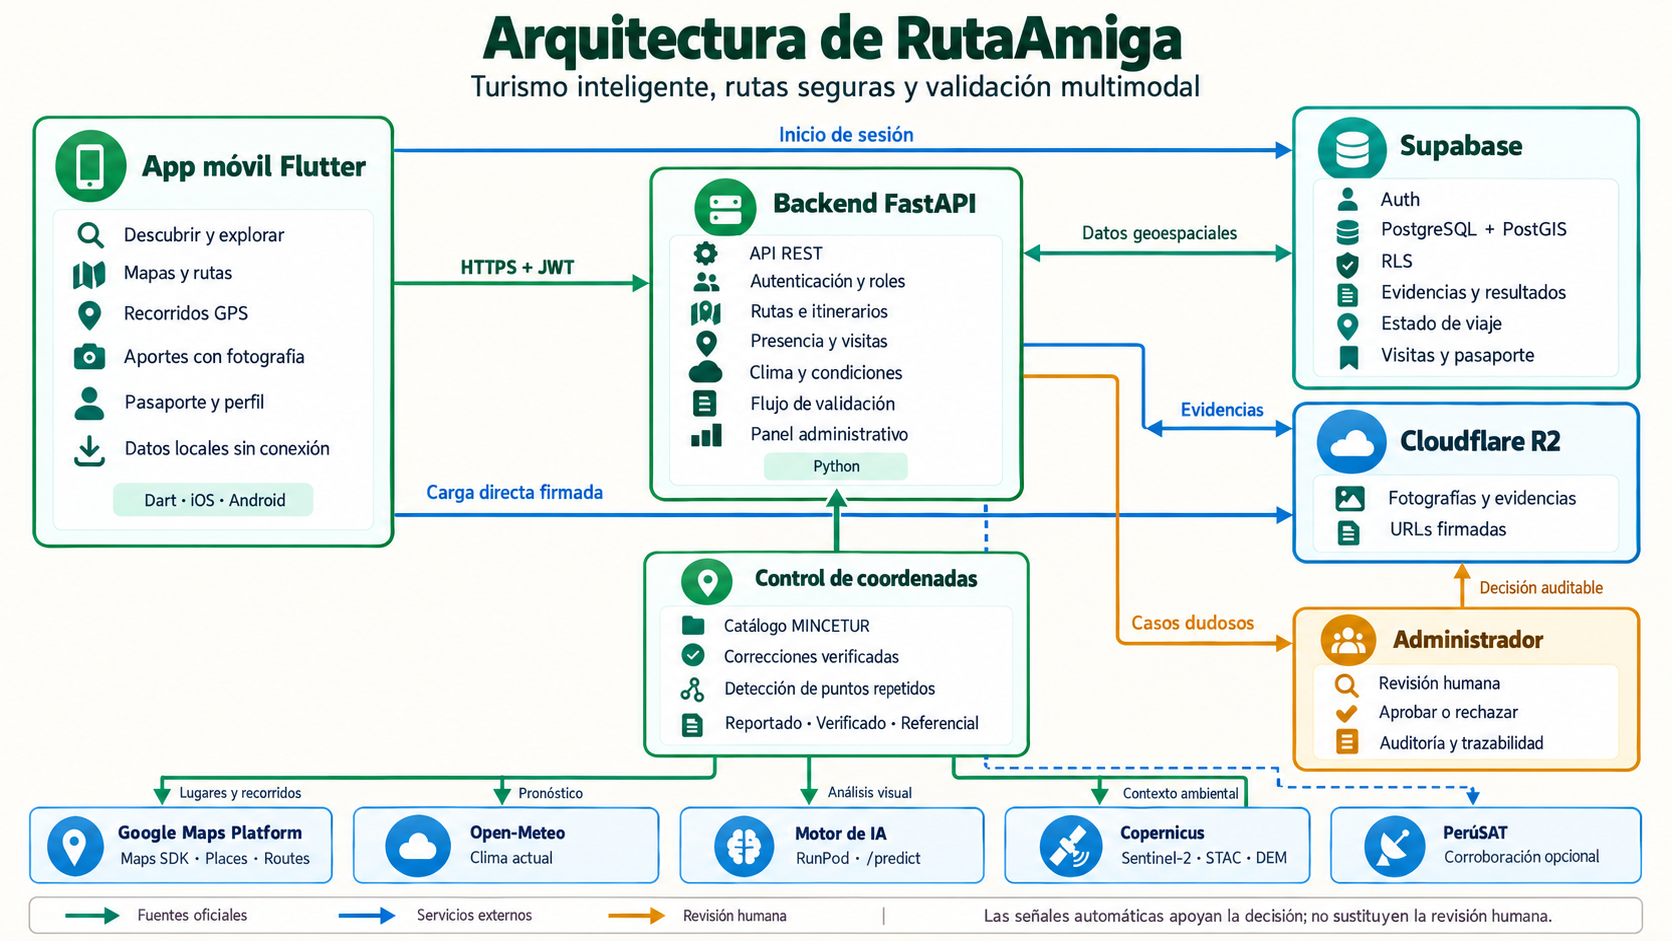 Arquitectura de RutaAmiga
Turismo inteligente, rutas seguras y validación multimodal
App móvil Flutter
Descubrir y explorar
Mapas y rutas
Recorridos GPS
Aportes con fotografia
Pasaporte y perfil
Datos locales sin conexión
Dart • iOS • Android
Inicio de sesión
HTTPS + JWT
Carga directa firmada
Backend FastAPI
API REST
Autenticación y roles
Rutas e itinerarios
Presencia y visitas
Clima y condiciones
Flujo de validación
Panel administrativo
Python
Datos geoespaciales
Evidencias
Casos dudosos
Supabase
Auth
PostgreSQL + PostGIS
RLS
Evidencias y resultados
Estado de viaje
Visitas y pasaporte
Cloudflare R2
Fotografías y evidencias
URLs firmadas
Decisión auditable
Administrador
Revisión humana
Aprobar o rechazar
Auditoría y trazabilidad
Control de coordenadas
Catálogo MINCETUR
Correcciones verificadas
Detección de puntos repetidos
Reportado • Verificado • Referencial
Lugares y recorridos
Pronóstico
Análisis visual
Contexto ambiental
Google Maps Platform
Maps SDK • Places • Routes
Open-Meteo
Clima actual
Motor de IA
RunPod • /predict
Copernicus
Sentinel-2 • STAC • DEM
PerúSAT
Corroboración opcional
Fuentes oficiales
Servicios externos
Revisión humana
Las señales automáticas apoyan la decisión; no sustituyen la revisión humana.